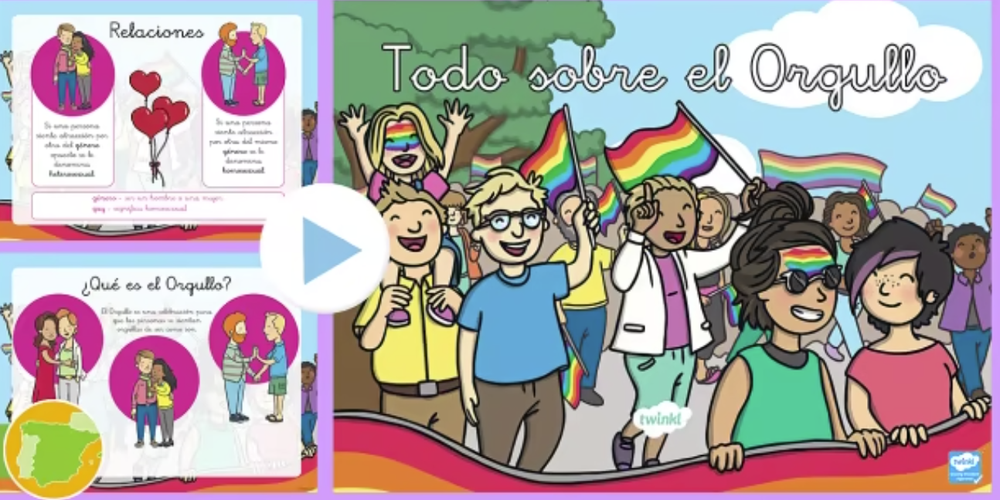 Relaciones
Si una persona
siente atracción por
otra del género
opuesto se le
denomina
heterosexual
Si una persona
siente atracción
por otra del mismo
género se le
denomina
homosexual
género - ser un hombre o una mujer.
gay - significa homosexual
¿Qué es el Orgullo?
El Orgullo es una celebración para
que las personas se sientan
orgullosas de ser como son.
Todo sobre el Orgullo
twinkl
twinkl